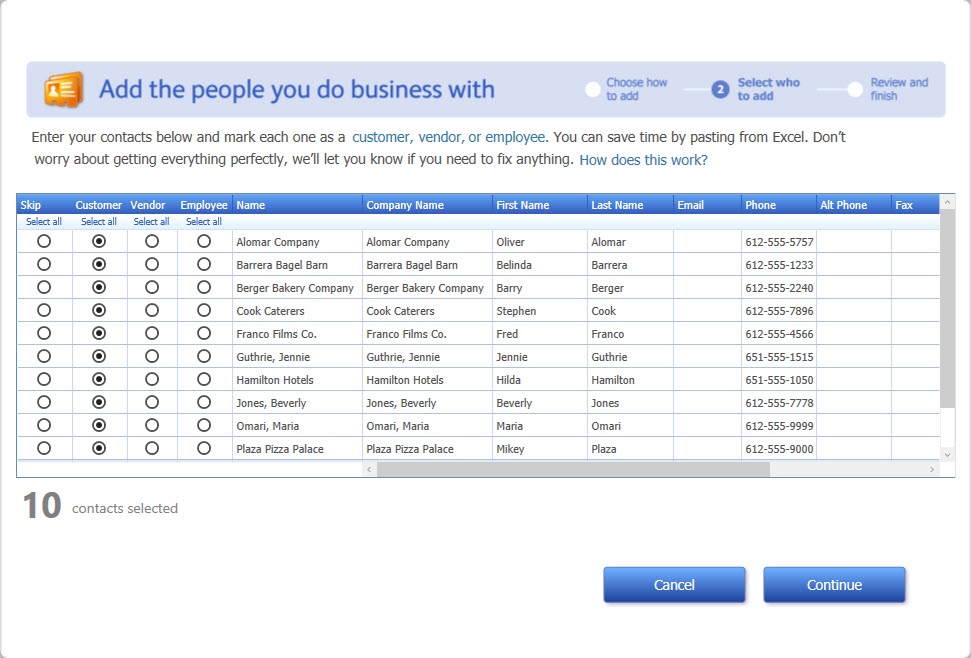 Add the people you do business with
Choose how
to add
2
Select who
to add
Review and
finish
Enter your contacts below and mark each one as a customer, vendor, or employee. You can save time by pasting from Excel. Don't
worry about getting everything perfectly, we'll let you know if you need to fix anything. How does this work?
Skip Customer Vendor Employee Name Company Name First Name Last Name Email Phone Alt Phone Fax
Select all Select all Select all Select all
Alomar Company Alomar Company Oliver Alomar 612-555-5757
Barrera Bagel Barn Barrera Bagel Barn Belinda Barrera 612-555-1233
Berger Bakery Company Berger Bakery Company Barry Berger 612-555-2240
Cook Caterers Cook Caterers Stephen Cook 612-555-7896
Franco Films Co. Franco Films Co. Fred Franco 612-555-4566
Guthrie, Jennie Guthrie, Jennie Jennie Guthrie 651-555-1515
Hamilton Hotels Hamilton Hotels Hilda Hamilton 651-555-1050
Jones, Beverly Jones, Beverly Beverly Jones 612-555-7778
Omari, Maria Omari, Maria Maria Omari 612-555-9999
Plaza Pizza Palace Plaza Pizza Palace Mikey Plaza 612-555-9000
10 contacts selected
Cancel Continue